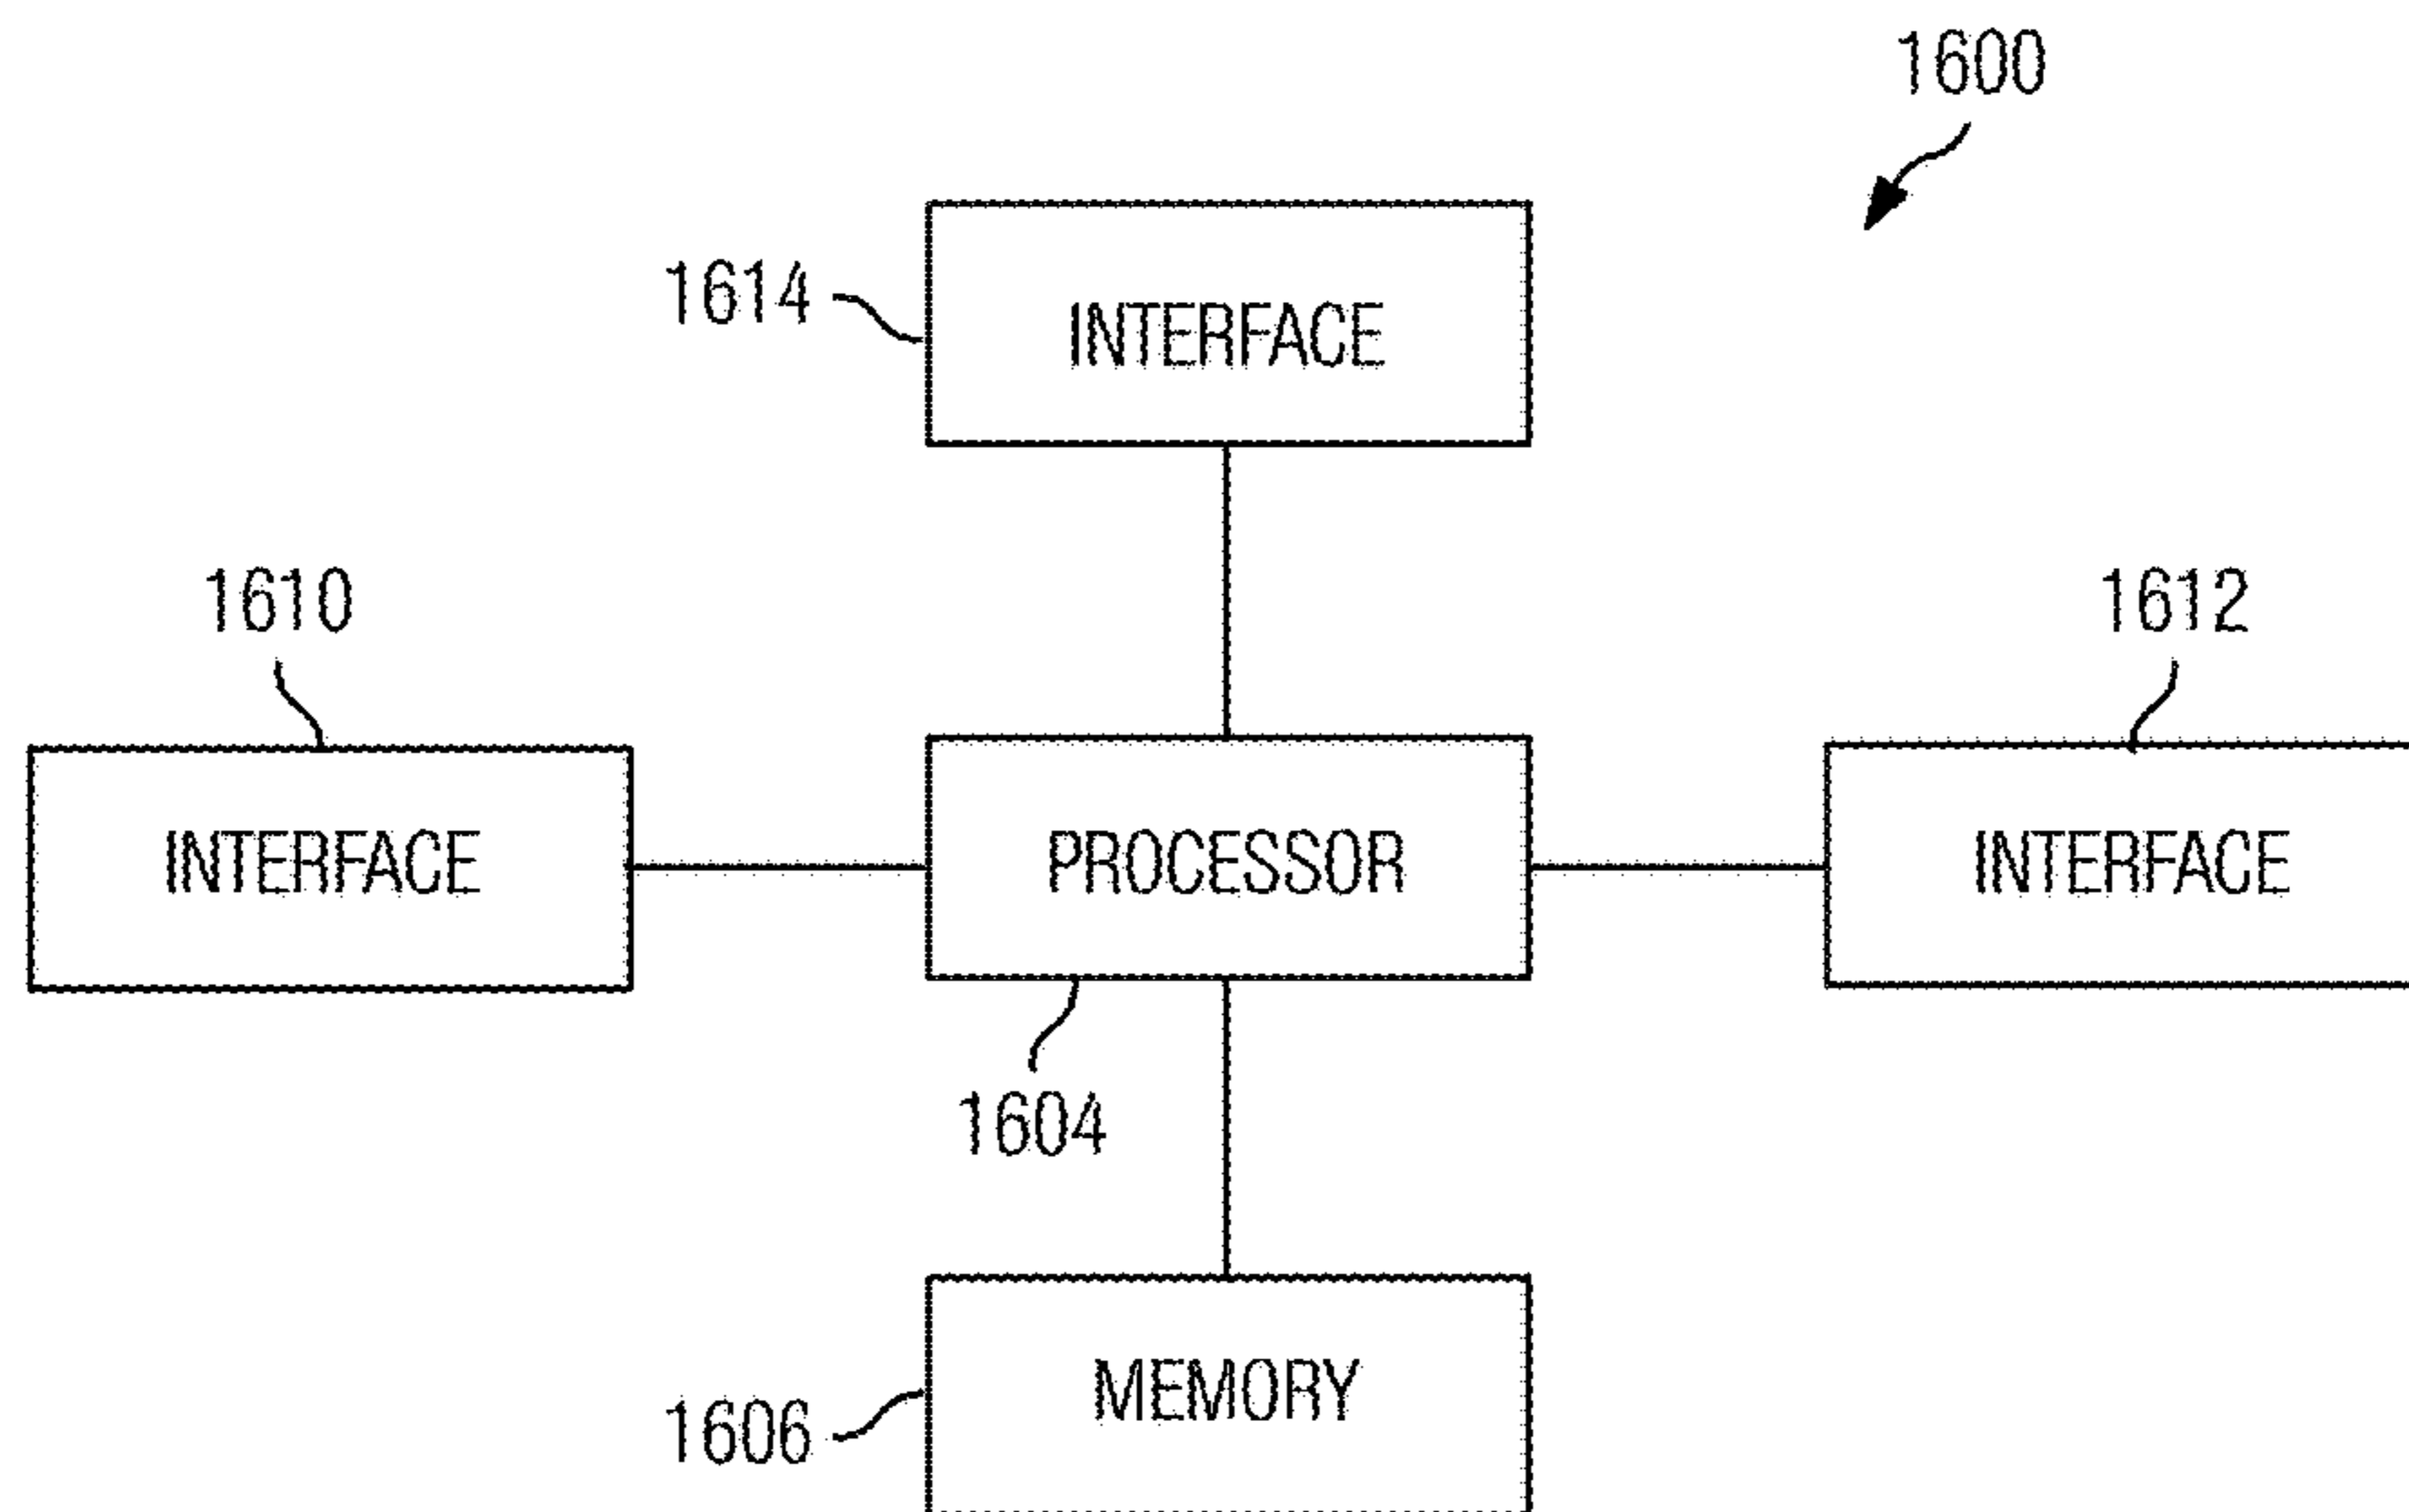 1600
1614
INTERFACE
1610
1612
INTERFACE
PROCESSOR
INTERFACE
1604
MEMORY
1606